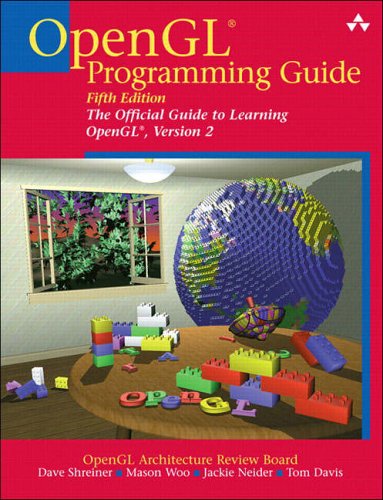 OpenGL®
Programming Guide
Fifth Edition
The Official Guide to Learning
OpenGL®, Version 2
OpenGL
OpenGL Architecture Review Board
Dave Shreiner ■ Mason Woo ■ Jackie Neider ■ Tom Davis